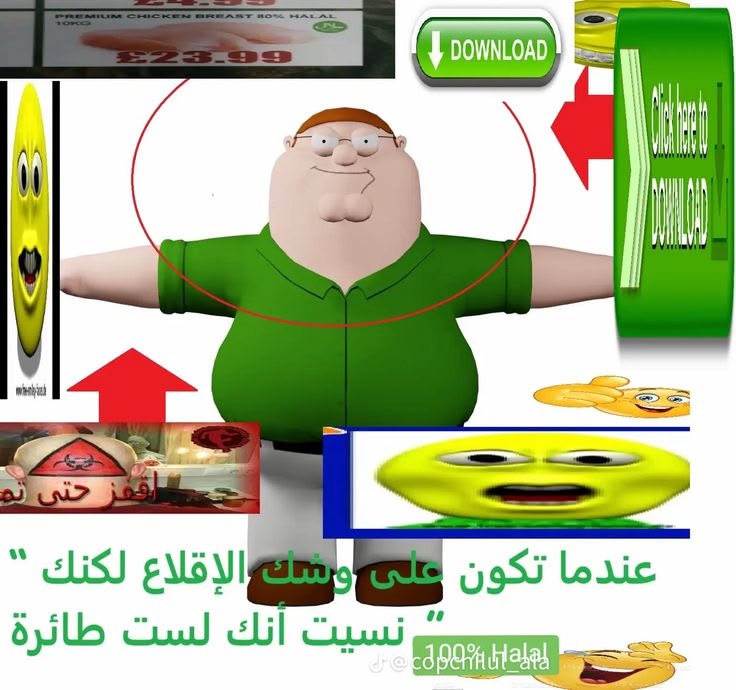 £4.99
PREMIUM CHICKEN BREAST 80% HALAL
10KG
£23.99
DOWNLOAD
Click here to
DOWNLOAD
اقفز حتى
عندما تكون على وشك الإقلاع لكنك "
" نسيت أنك لست طائرة
100% Halal
@copchilut_ala